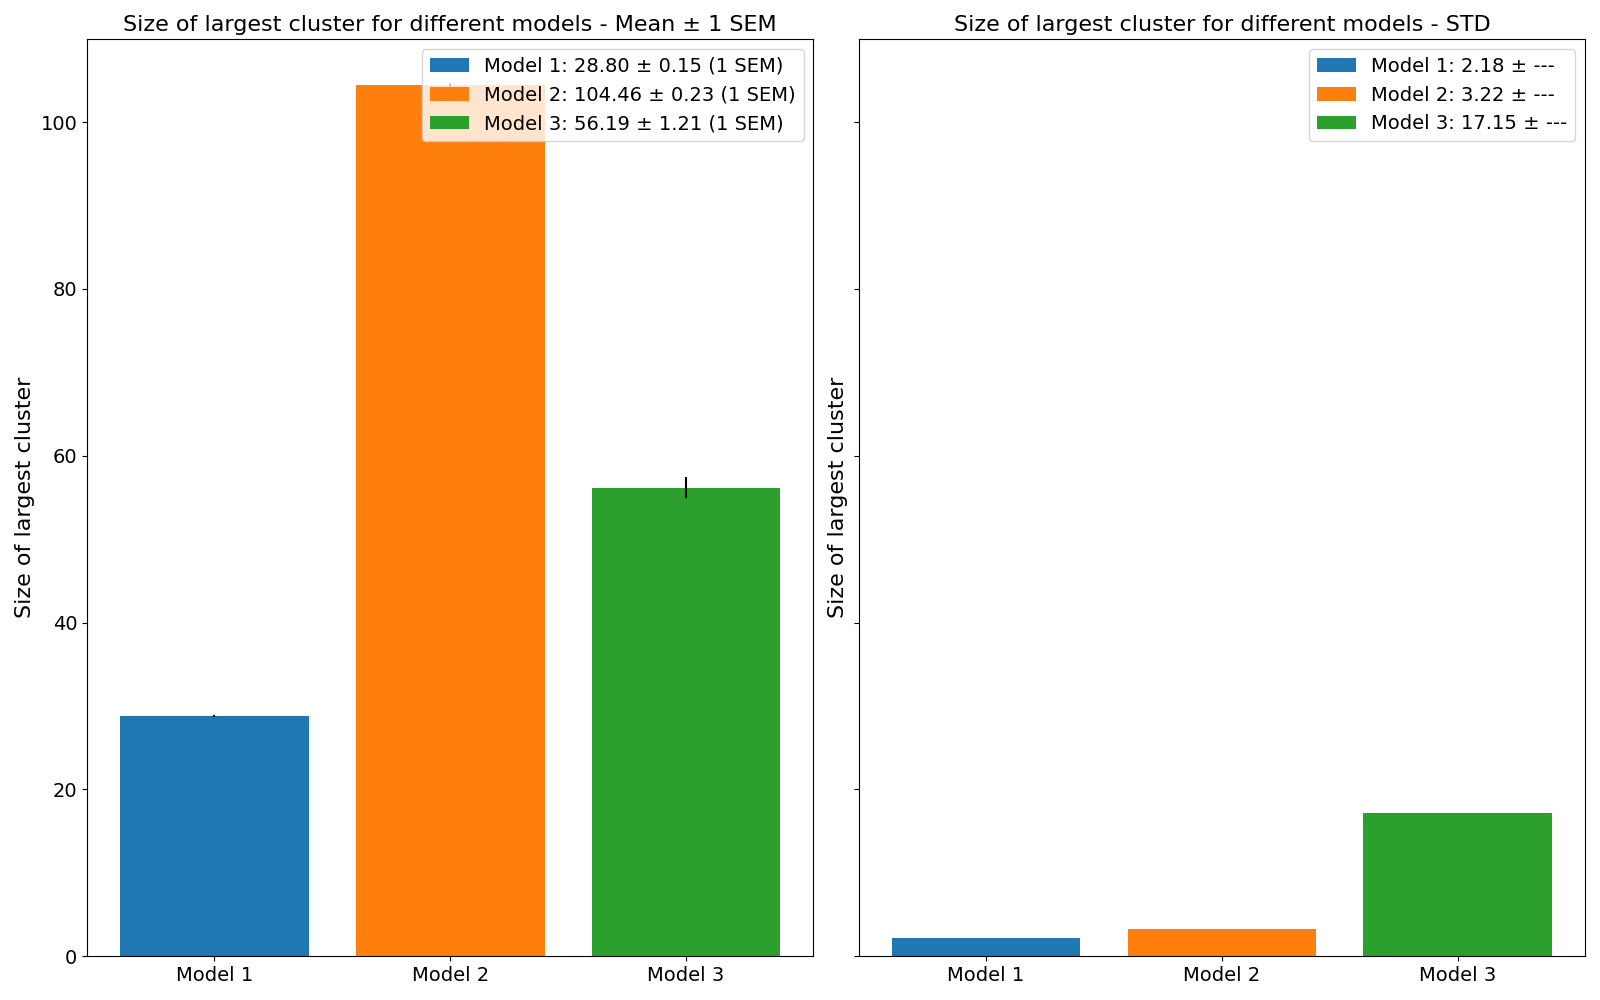 Size of largest cluster for different models - Mean ± 1 SEM
Model 1: 28.80 ± 0.15 (1 SEM)
Model 2: 104.46 ± 0.23 (1 SEM)
Model 3: 56.19 ± 1.21 (1 SEM)
Size of largest cluster
100
80
60
40
20
0
Model 1 Model 2 Model 3
Size of largest cluster for different models - STD
Model 1: 2.18 ± ---
Model 2: 3.22 ± ---
Model 3: 17.15 ± ---
Size of largest cluster
Model 1 Model 2 Model 3